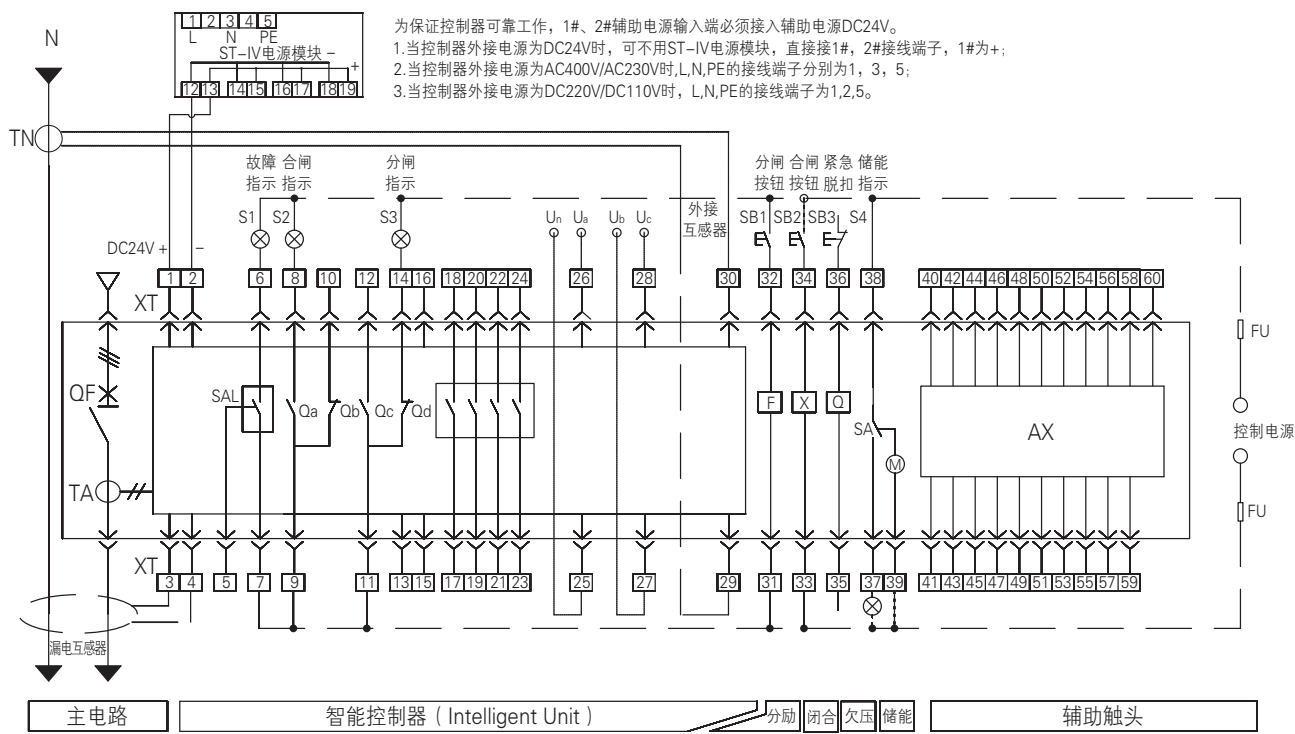 1 2 3 4 5
L N PE
ST-IV电源模块 -
+
12 13 14 15 16 17 18 19
为保证控制器可靠工作，1#、2#辅助电源输入端必须接入辅助电源DC24V。
1.当控制器外接电源为DC24V时，可不用ST-IV电源模块，直接接1#，2#接线端子，1#为+;
2.当控制器外接电源为AC400V/AC230V时,L,N,PE的接线端子分别为1，3，5;
3.当控制器外接电源为DC220V/DC110V时，L,N,PE的接线端子为1,2,5。
N
TN
故障 合闸 分闸 分闸 合闸 紧急 储能
指示 指示 指示 按钮 按钮 脱扣 指示
外接
互感器
S1 S2 S3 Un Ua Ub Uc SB1 SB2 SB3 S4
DC24V + -
1 2 6 8 10 12 14 16 18 20 22 24 26 28 30 32 34 36 38 40 42 44 46 48 50 52 54 56 58 60
XT
FU
QF
SAL Qa Qb Qc Qd F X Q
SA AX
控制电源
M
TA
FU
XT
3 4 5 7 9 11 13 15 17 19 21 23 25 27 29 31 33 35 37 39 41 43 45 47 49 51 53 55 57 59
漏电互感器
主电路 智能控制器（Intelligent Unit） 分励 闭合 欠压 储能 辅助触头